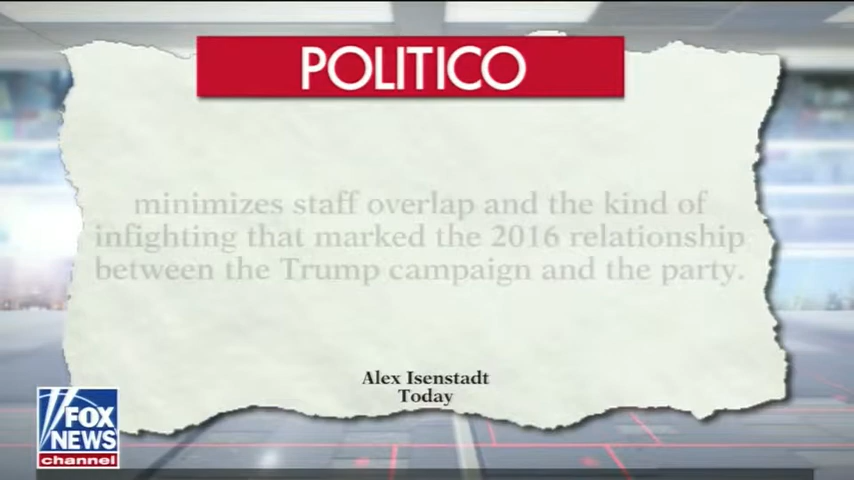 POLITICO
minimizes staff overlap and the kind of
infighting that marked the 2016 relationship
between the Trump campaign and the party.
Alex Isenstadt
Today
FOX
NEWS
channel